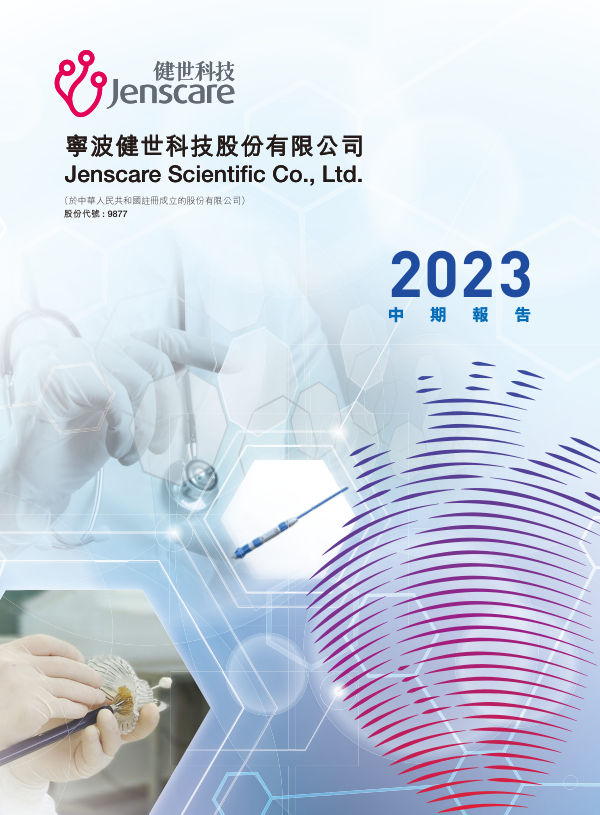 健世科技
Jenscare
寧波健世科技股份有限公司
Jenscare Scientific Co., Ltd.
（於中華人民共和國註冊成立的股份有限公司）
股份代號 : 9877
2023
中期報告